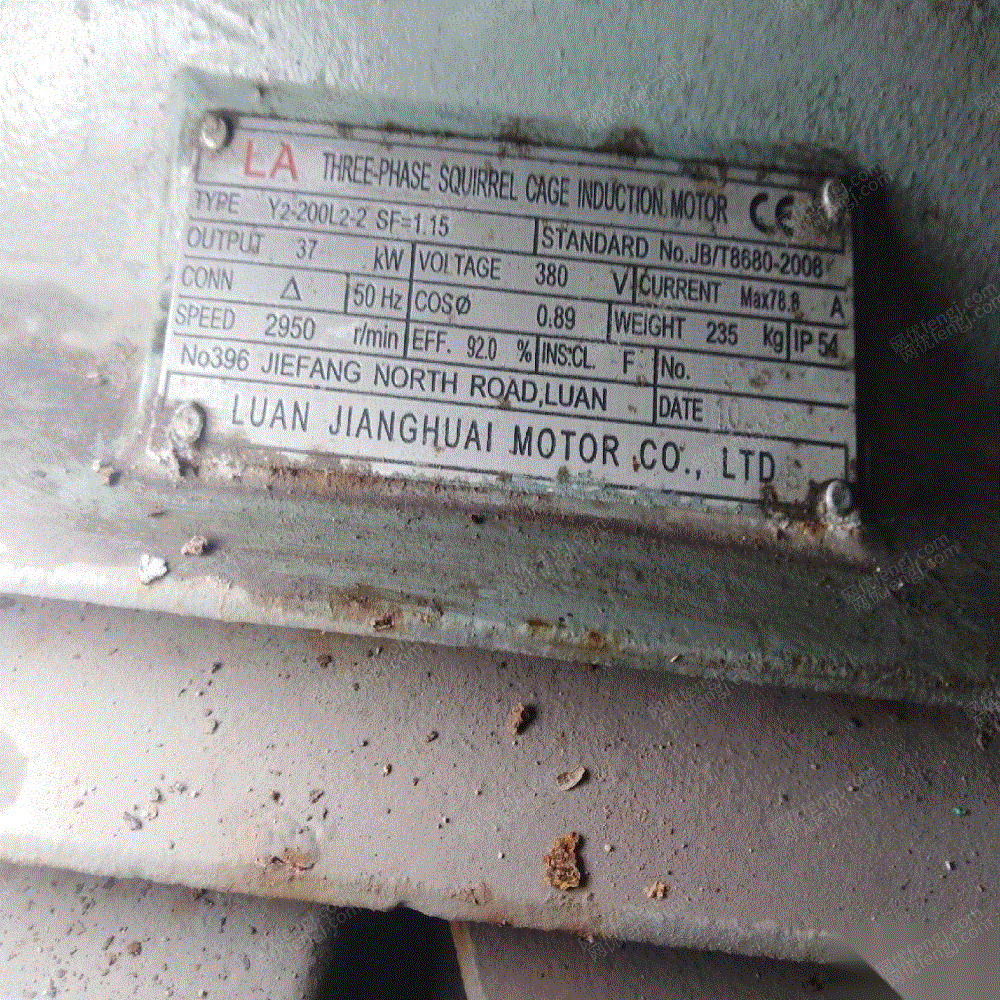 LA THREE-PHASE SQUIRREL CAGE INDUCTION MOTOR CE
TYPE Y2-200L2-2 SF=1.15 STANDARD No.JB/T8680-2008
OUTPUT 37 kW VOLTAGE 380 V CURRENT Max78.8 A
CONN △ 50 Hz COSØ 0.89 WEIGHT 235 kg IP 54
SPEED 2950 r/min EFF. 92.0 % INS.CL. F No.
No396 JIEFANG NORTH ROAD,LUAN DATE
LUAN JIANGHUAI MOTOR CO., LTD